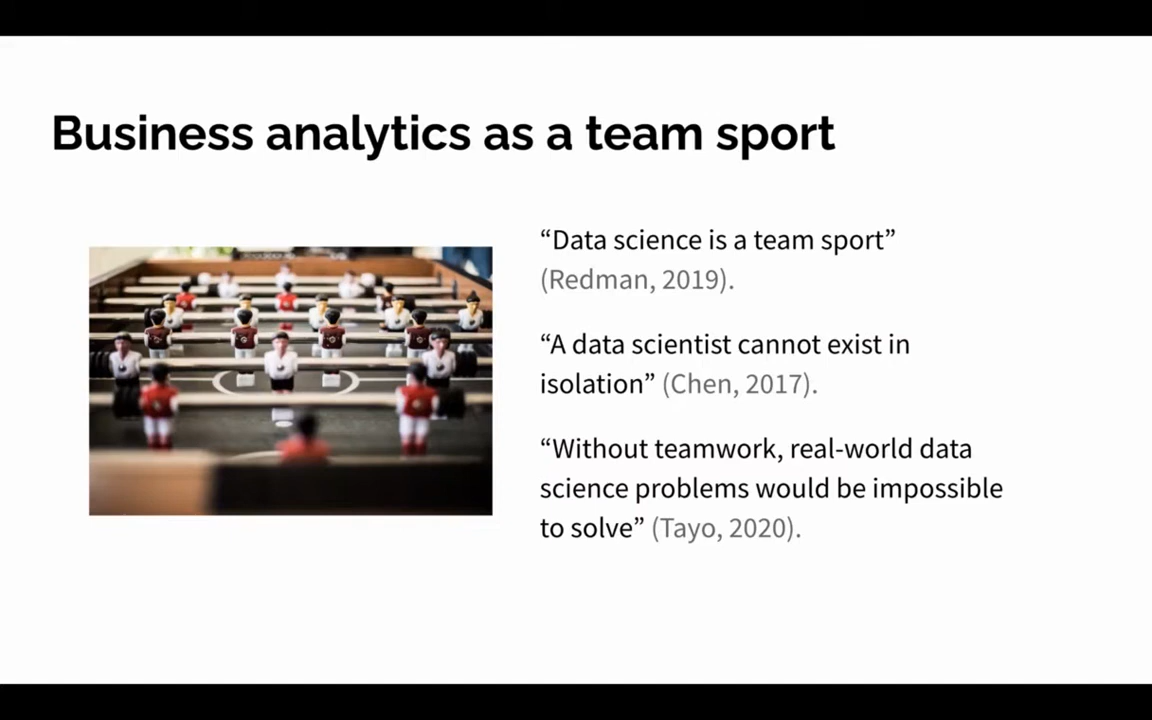 Business analytics as a team sport
“Data science is a team sport”
(Redman, 2019).
“A data scientist cannot exist in
isolation” (Chen, 2017).
“Without teamwork, real-world data
science problems would be impossible
to solve” (Tayo, 2020).